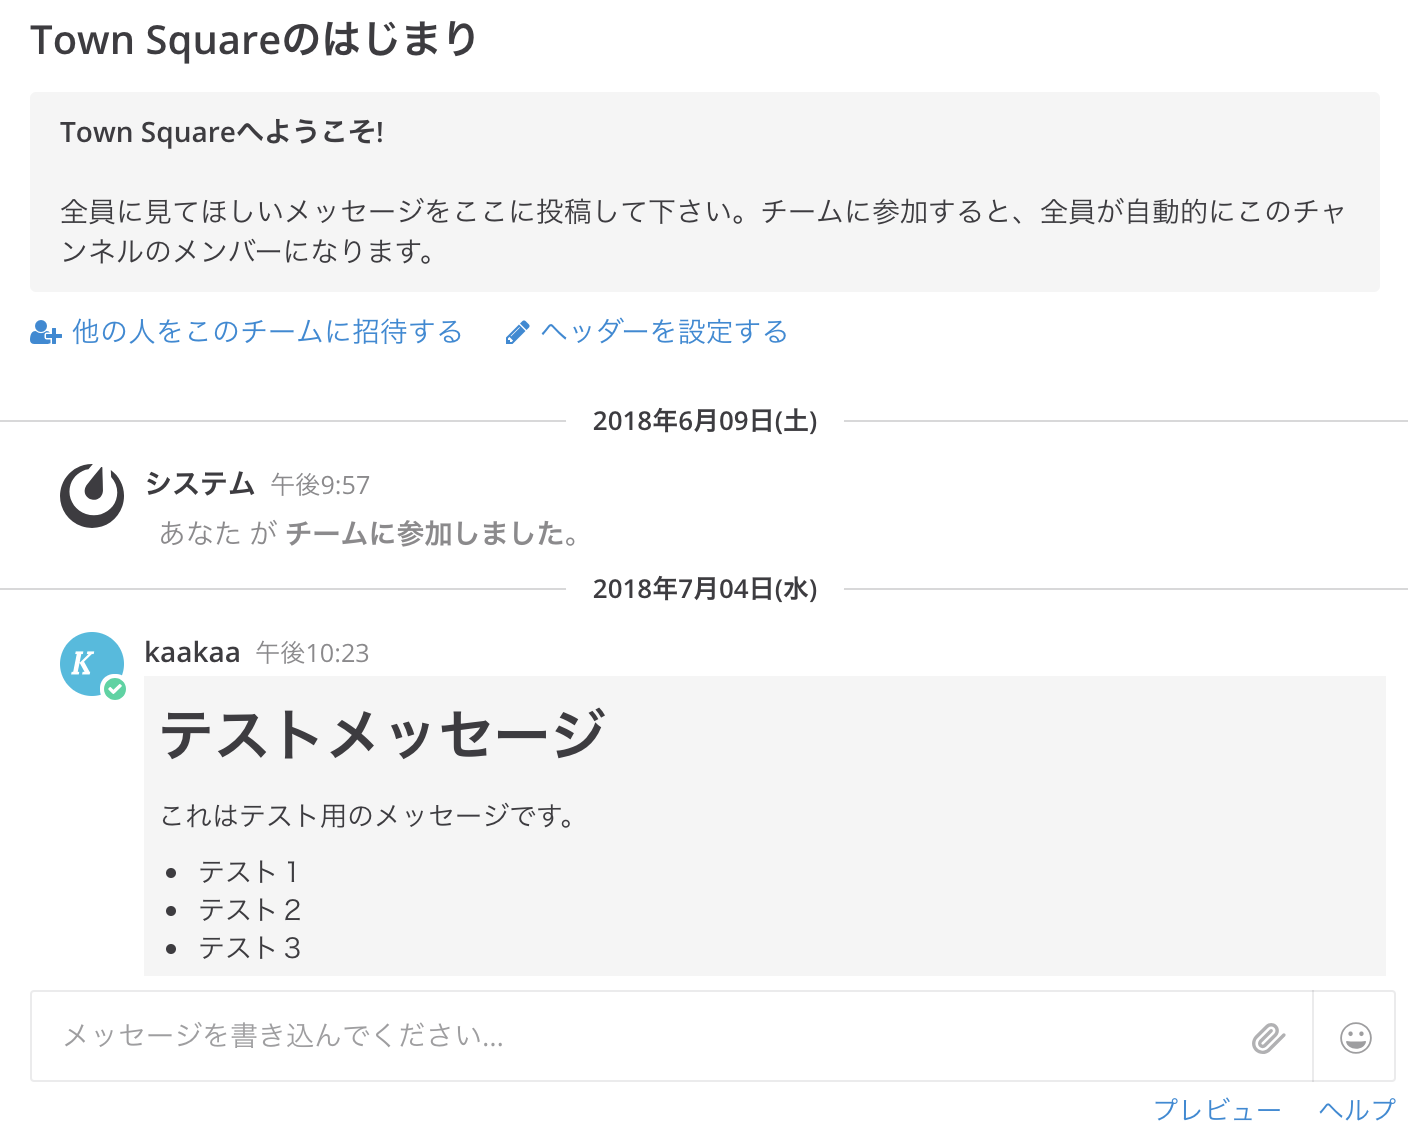 Town Squareのはじまり
Town Squareへようこそ!
全員に見てほしいメッセージをここに投稿して下さい。チームに参加すると、全員が自動的にこのチャ
ンネルのメンバーになります。
他の人をこのチームに招待する ヘッダーを設定する
2018年6月09日(土)
システム 午後9:57
あなた が チームに参加しました。
2018年7月04日(水)
K
kaakaa 午後10:23
テストメッセージ
これはテスト用のメッセージです。
• テスト１
• テスト２
• テスト３
メッセージを書き込んでください...
プレビュー ヘルプ